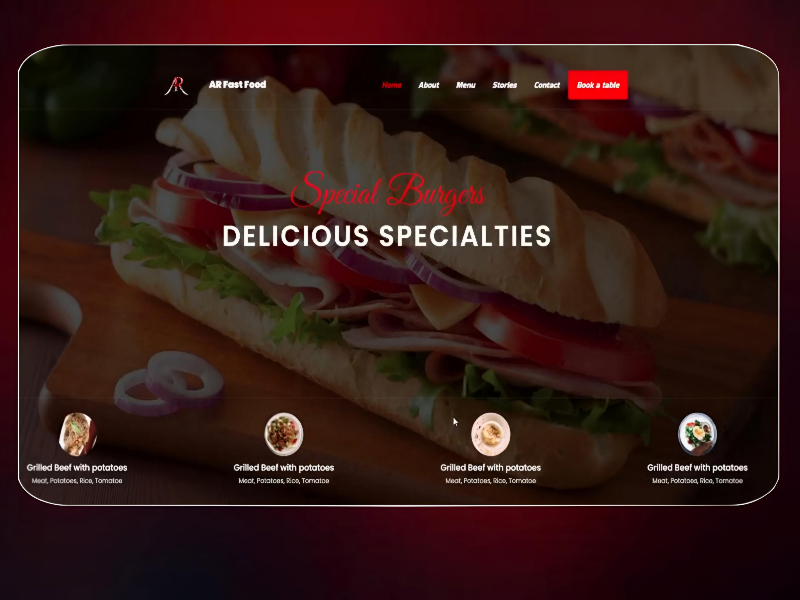 AR
AR Fast Food
Home About Menu Stories Contact Book a table
Special Burgers
DELICIOUS SPECIALTIES
Grilled Beef with potatoes Grilled Beef with potatoes Grilled Beef with potatoes Grilled Beef with potatoes
Meat, Potatoes, Rice, Tomatoe Meat, Potatoes, Rice, Tomatoe Meat, Potatoes, Rice, Tomatoe Meat, Potatoes, Rice, Tomatoe